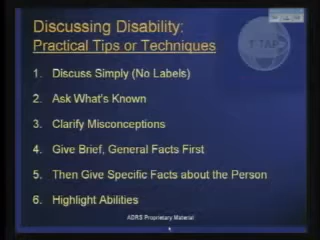 Discussing Disability:
Practical Tips or Techniques
1. Discuss Simply (No Labels)
2. Ask What's Known
3. Clarify Misconceptions
4. Give Brief, General Facts First
5. Then Give Specific Facts about the Person
6. Highlight Abilities
ADRS Proprietary Material